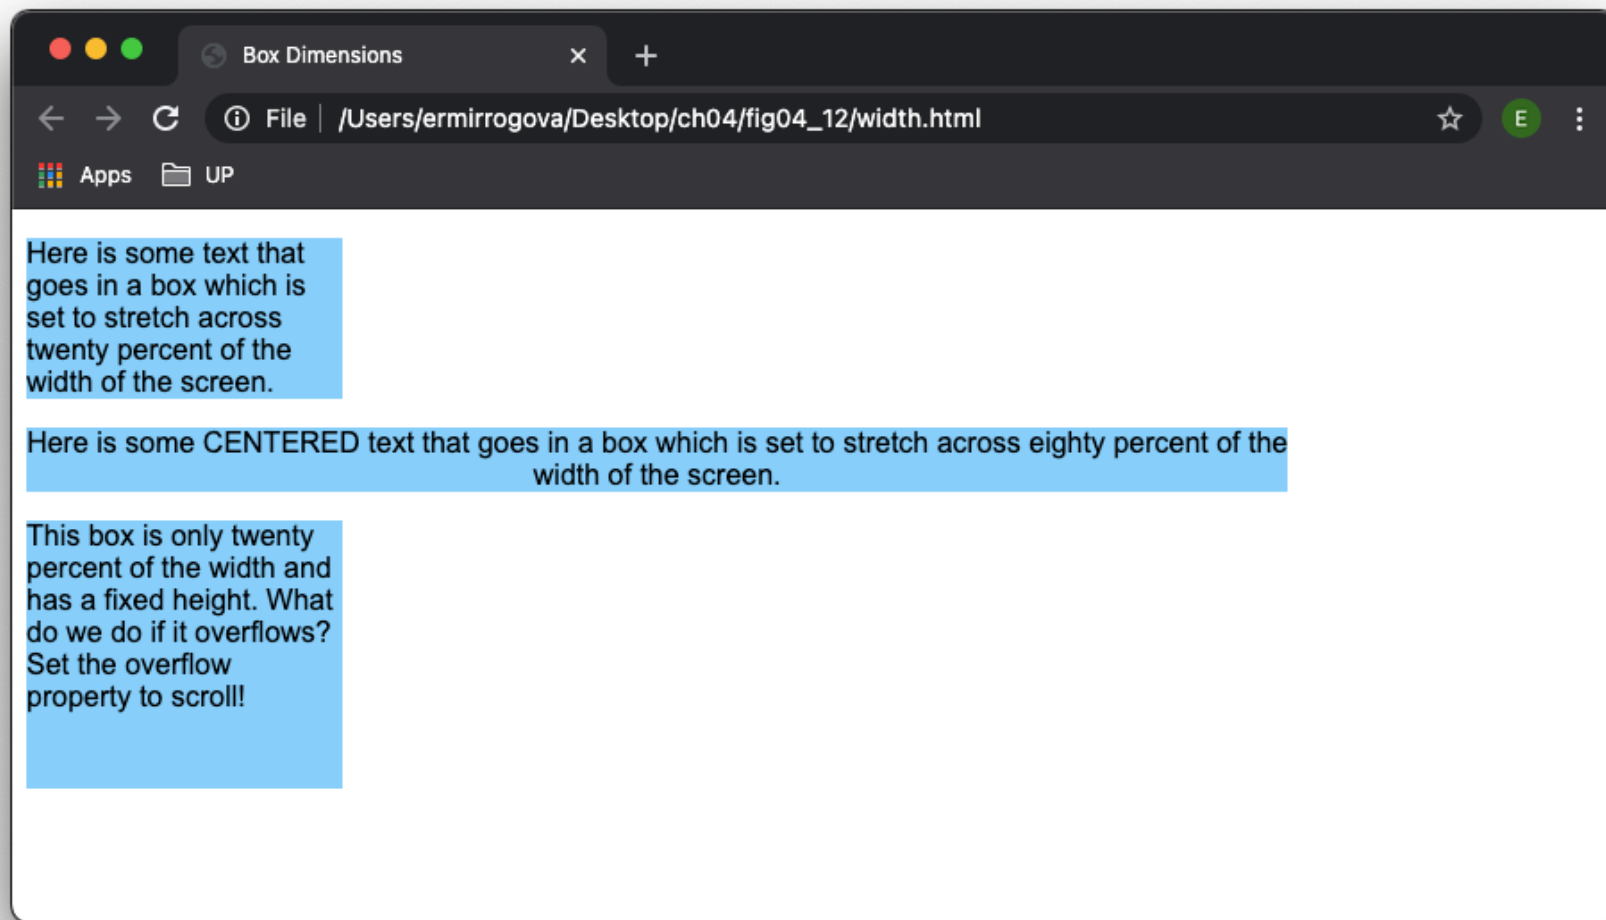 Box Dimensions
File /Users/ermirrogova/Desktop/ch04/fig04_12/width.html
E
Apps UP
Here is some text that
goes in a box which is
set to stretch across
twenty percent of the
width of the screen.
Here is some CENTERED text that goes in a box which is set to stretch across eighty percent of the
width of the screen.
This box is only twenty
percent of the width and
has a fixed height. What
do we do if it overflows?
Set the overflow
property to scroll!